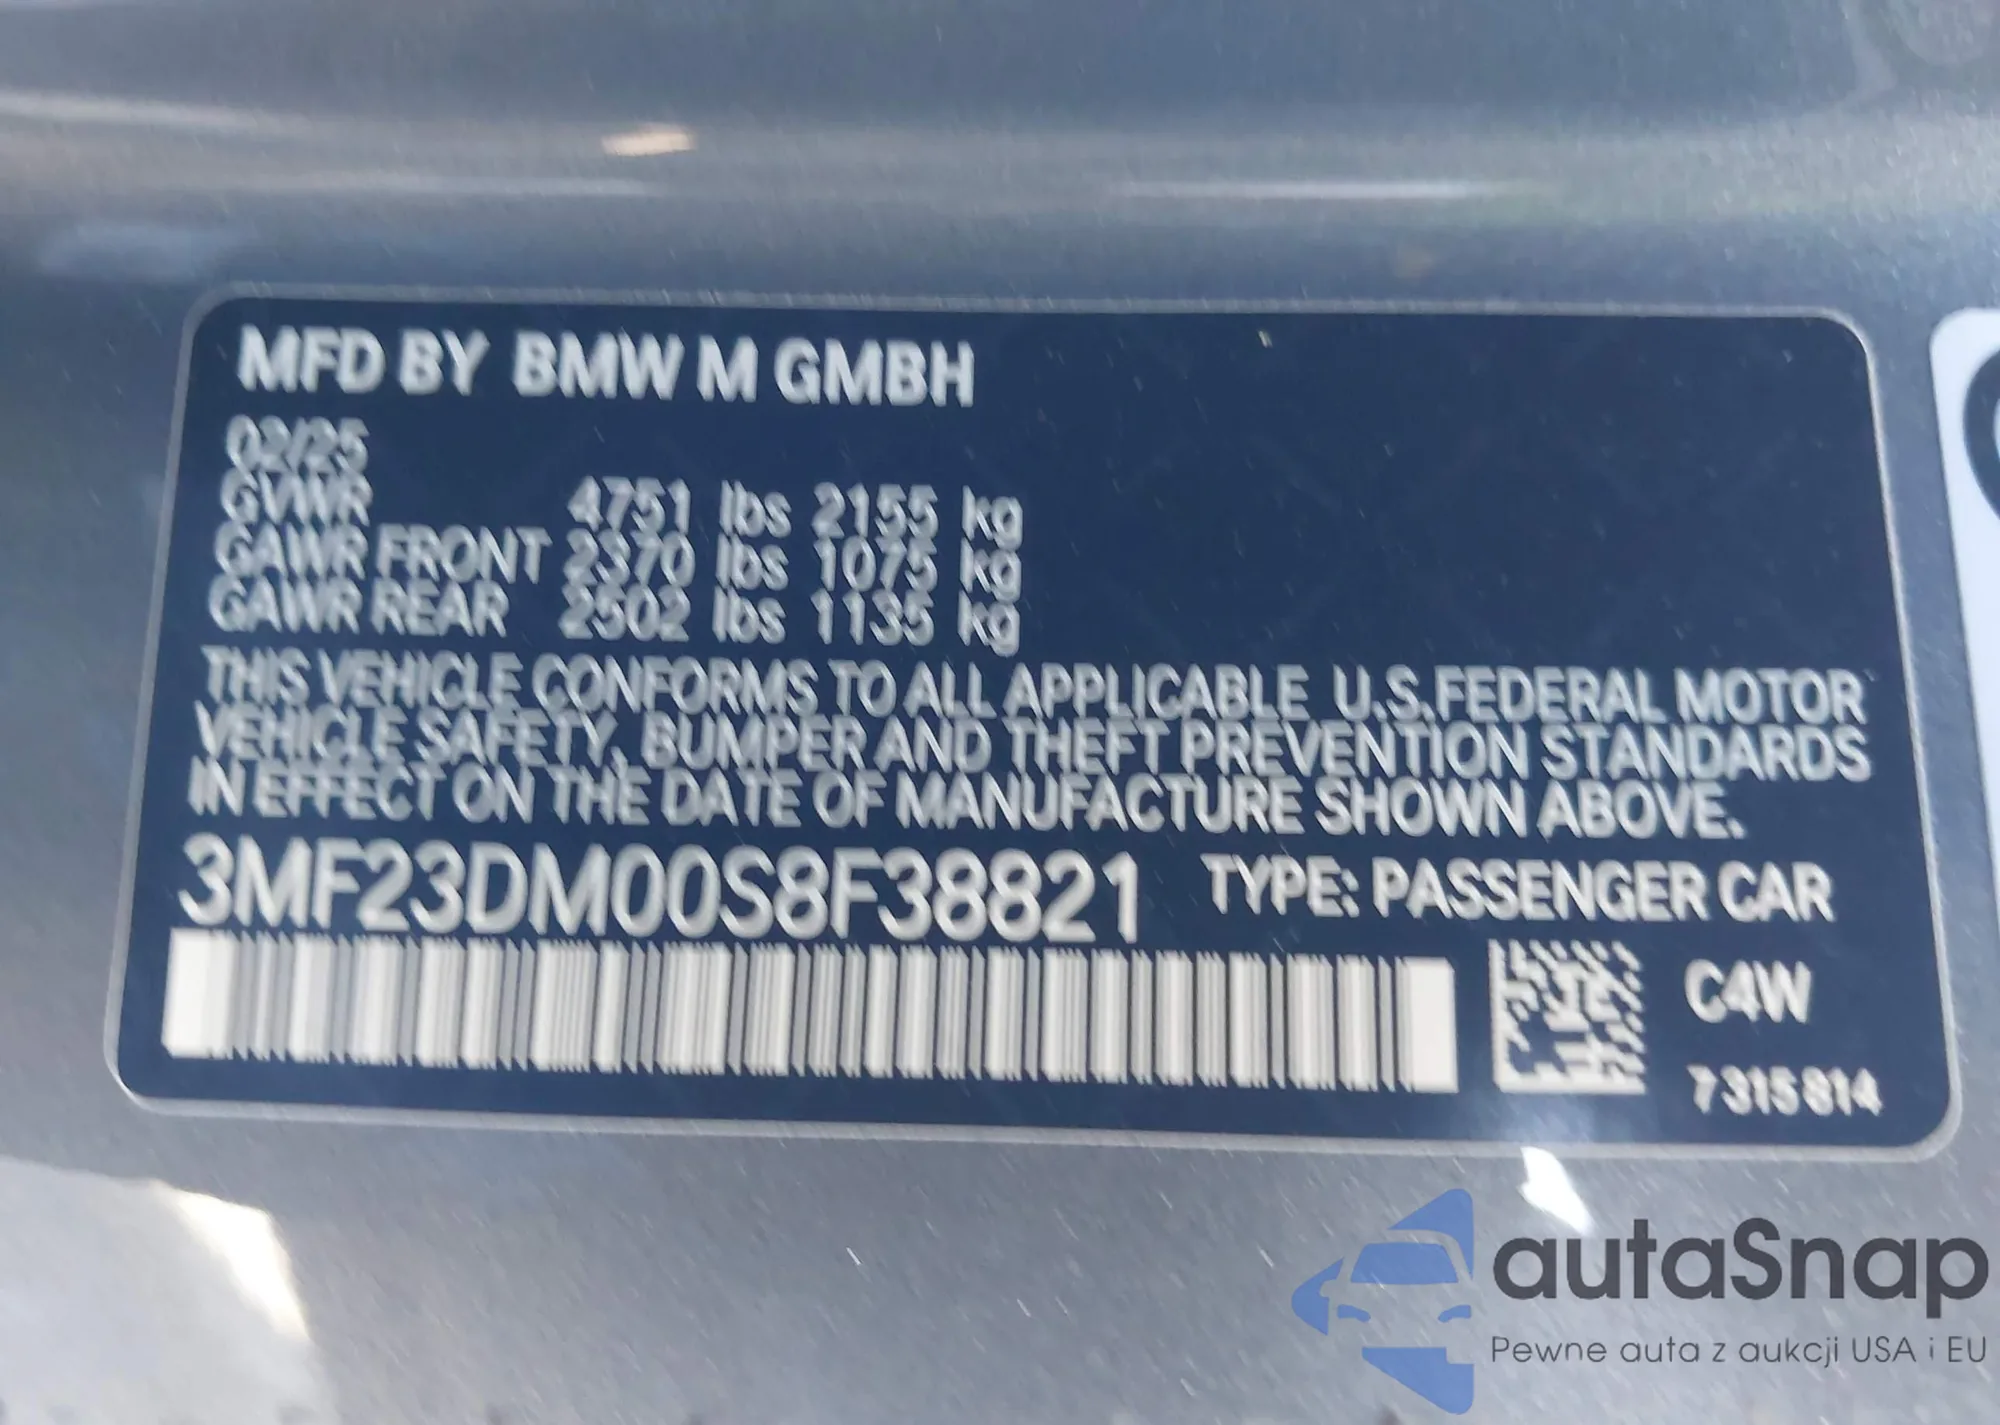 MFD BY BMW M GMBH
02/25
GVWR 4751 lbs 2155 kg
GAWR FRONT 2370 lbs 1075 kg
GAWR REAR 2502 lbs 1135 kg
THIS VEHICLE CONFORMS TO ALL APPLICABLE U.S.FEDERAL MOTOR
VEHICLE SAFETY, BUMPER AND THEFT PREVENTION STANDARDS
IN EFFECT ON THE DATE OF MANUFACTURE SHOWN ABOVE.
3MF23DM00S8F38821 TYPE: PASSENGER CAR
C4W
7315814
autaSnap
Pewne auta z aukcji USA i EU